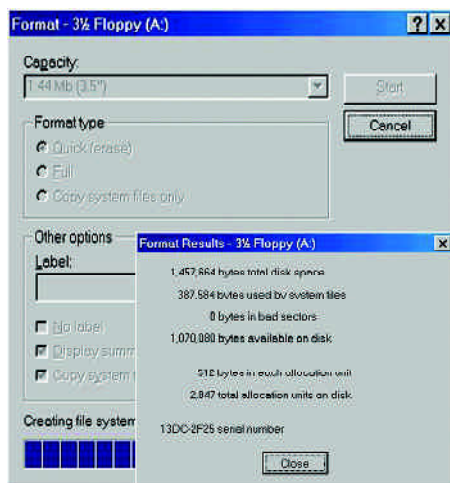 Format - 3½ Floppy (A:)
Capacity:
1.44 Mb (3.5")
Start
Format type
Cancel
Quick (erase)
Full
Copy system files only
Other options
Label:
No label
Display summ
Copy system
Creating file system
Format Results - 3½ Floppy (A:)
1,457,664 bytes total disk space
387,584 bytes used by system files
0 bytes in bad sectors
1,070,080 bytes available on disk
512 bytes in each allocation unit
2,847 total allocation units on disk
13DC-2F25 serial number
Close